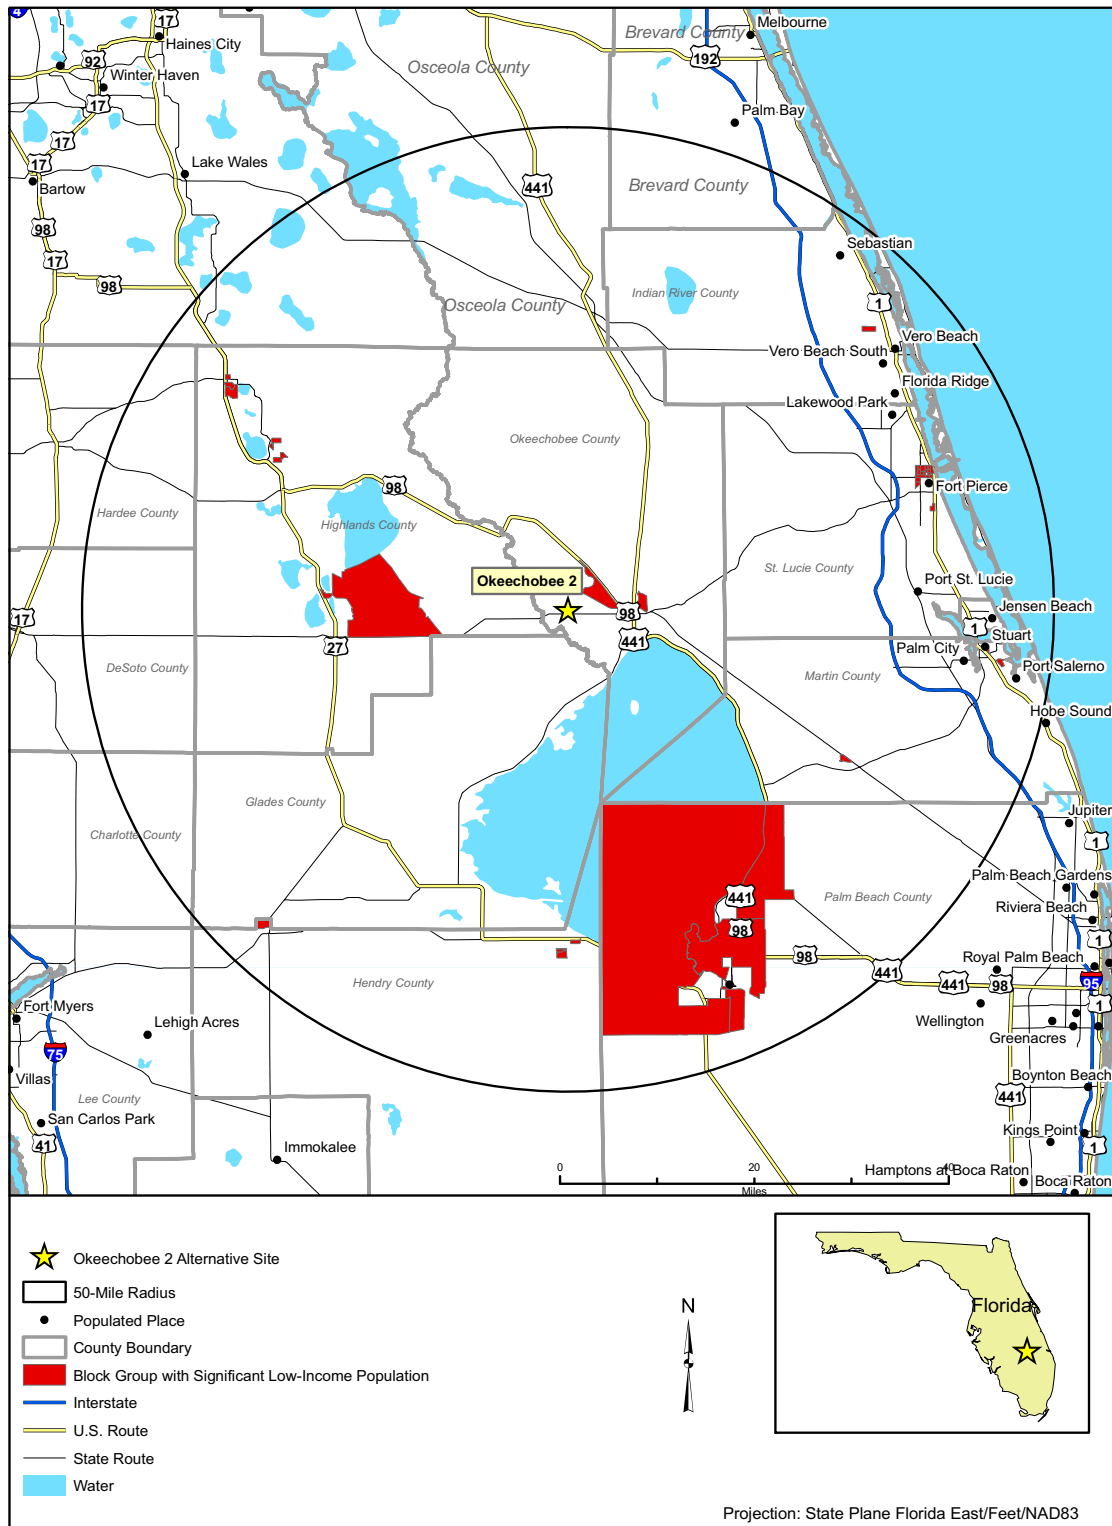 4
17
Haines City
92
Winter Haven
17
17
17
Bartow
Lake Wales
98
17
98
Osceola County
Brevard County
Melbourne
192
Palm Bay
441
Brevard County
Sebastian
Osceola County
Indian River County
1
Vero Beach
Vero Beach South
Florida Ridge
Lakewood Park
Okeechobee County
Hardee County
Highlands County
98
Fort Pierce
St. Lucie County
Okeechobee 2
98
441
Port St. Lucie
Jensen Beach
1
Stuart
Palm City
Port Salerno
Martin County
Hobe Sound
17
27
DeSoto County
Glades County
Charlotte County
Jupiter
1
Palm Beach Gardens
Riviera Beach
Palm Beach County
441
98
98
441
441
98
Royal Palm Beach
1
95
1
Wellington
Greenacres
Hendry County
Fort Myers
Lehigh Acres
75
Villas
Lee County
San Carlos Park
41
Immokalee
Boynton Beach
441
Kings Point
1
Hamptons at Boca Raton
Boca Raton
0
20
40
Miles
Okeechobee 2 Alternative Site
50-Mile Radius
Populated Place
County Boundary
Block Group with Significant Low-Income Population
Interstate
U.S. Route
State Route
Water
N
Florida
Projection: State Plane Florida East/Feet/NAD83